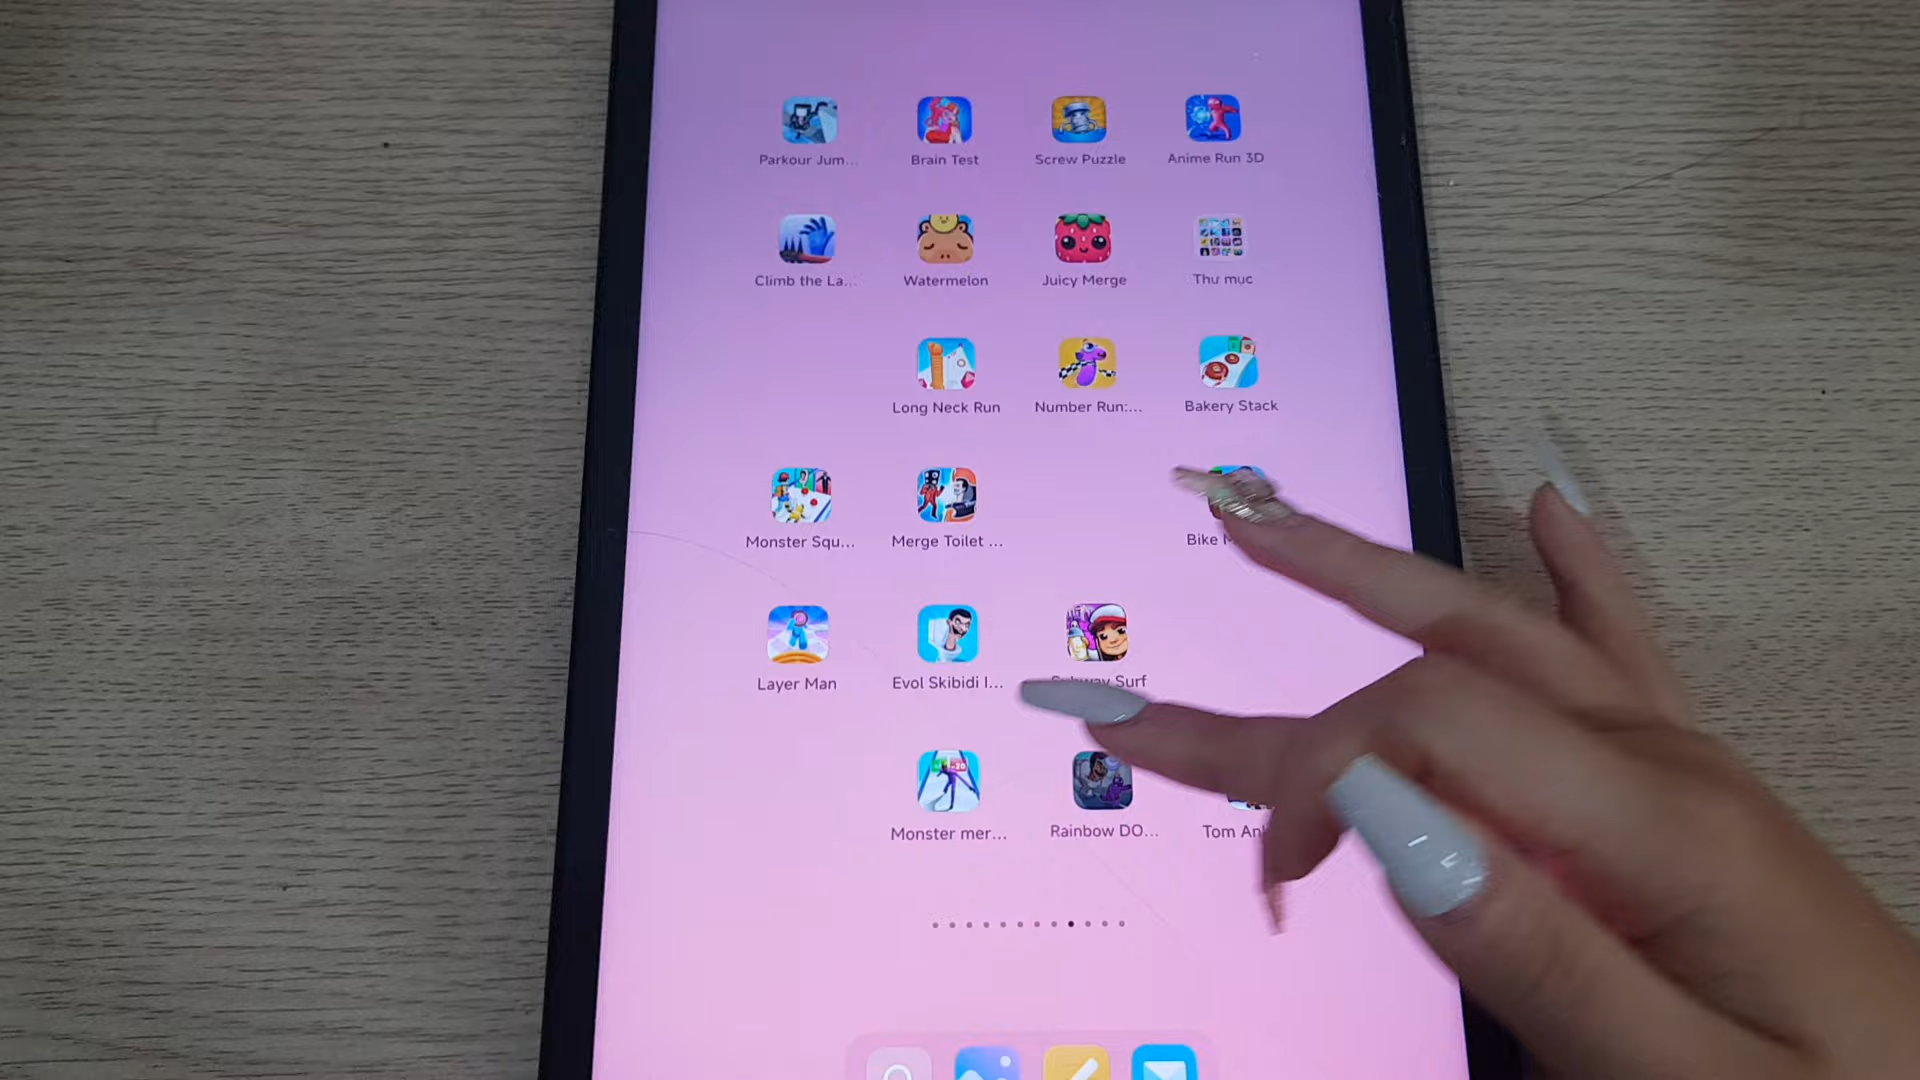 Parkour Jum...
Brain Test
Screw Puzzle
Anime Run 3D
Climb the La...
Watermelon
Juicy Merge
Thư mục
Long Neck Run
Number Run:...
Bakery Stack
Monster Squ...
Merge Toilet ...
Bike
Layer Man
Evol Skibidi I...
Subway Surf
-20
Monster mer...
Rainbow DO...
Tom